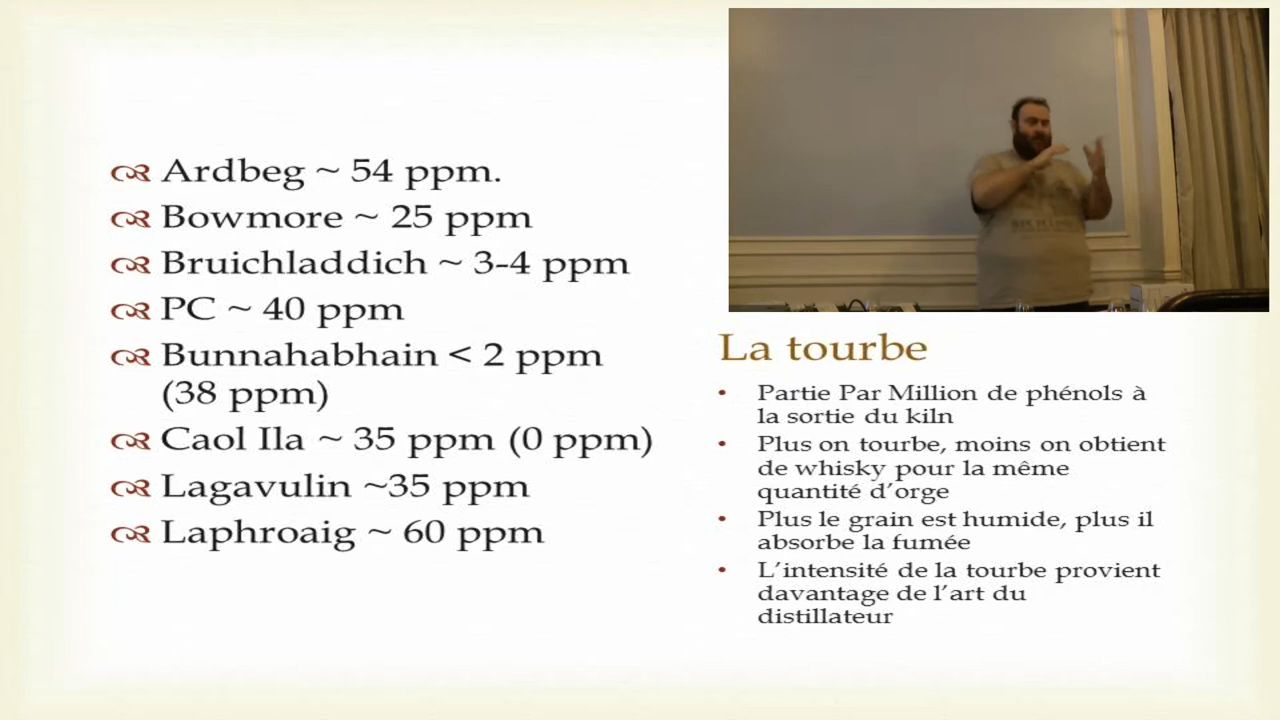 Ardbeg ~ 54 ppm.
Bowmore ~ 25 ppm
Bruichladdich ~ 3-4 ppm
PC ~ 40 ppm
Bunnahabhain < 2 ppm
(38 ppm)
Caol Ila ~ 35 ppm (0 ppm)
Lagavulin ~35 ppm
Laphroaig ~ 60 ppm
La tourbe
• Partie Par Million de phénols à
la sortie du kiln
• Plus on tourbe, moins on obtient
de whisky pour la même
quantité d’orge
• Plus le grain est humide, plus il
absorbe la fumée
• L’intensité de la tourbe provient
davantage de l’art du
distillateur